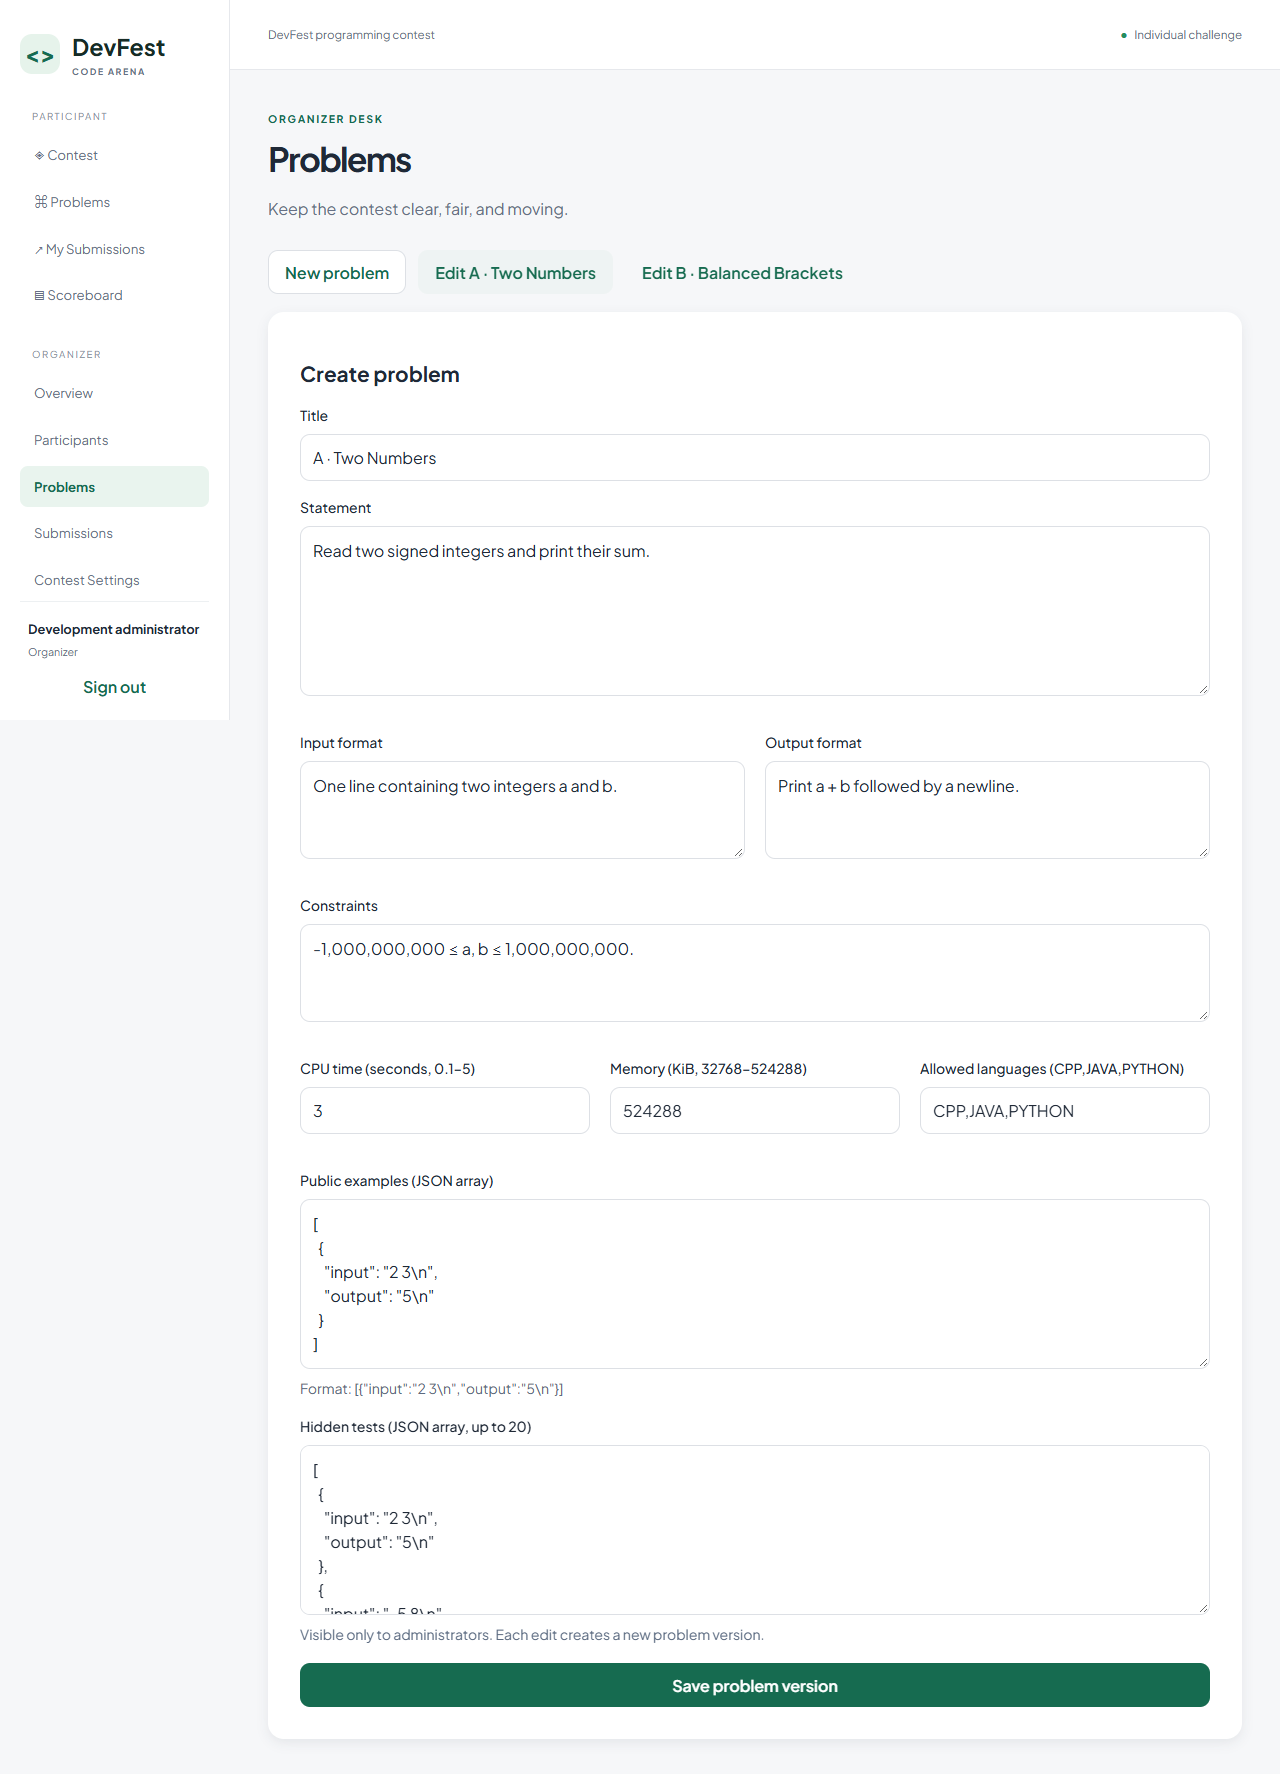 <> DevFest
CODE ARENA
PARTICIPANT
◈ Contest
⌘ Problems
↗ My Submissions
▤ Scoreboard
ORGANIZER
Overview
Participants
Problems
Submissions
Contest Settings
Development administrator
Organizer
Sign out
DevFest programming contest
● Individual challenge
ORGANIZER DESK
Problems
Keep the contest clear, fair, and moving.
New problem
Edit A · Two Numbers
Edit B · Balanced Brackets
Create problem
Title
A · Two Numbers
Statement
Read two signed integers and print their sum.
Input format
One line containing two integers a and b.
Output format
Print a + b followed by a newline.
Constraints
-1,000,000,000 ≤ a, b ≤ 1,000,000,000.
CPU time (seconds, 0.1–5)
3
Memory (KiB, 32768–524288)
524288
Allowed languages (CPP,JAVA,PYTHON)
CPP,JAVA,PYTHON
Public examples (JSON array)
[
{
"input": "2 3\n",
"output": "5\n"
}
]
Format: [{"input":"2 3\n","output":"5\n"}]
Hidden tests (JSON array, up to 20)
[
{
"input": "2 3\n",
"output": "5\n"
},
{
"input": "-5 8\n"
Visible only to administrators. Each edit creates a new problem version.
Save problem version